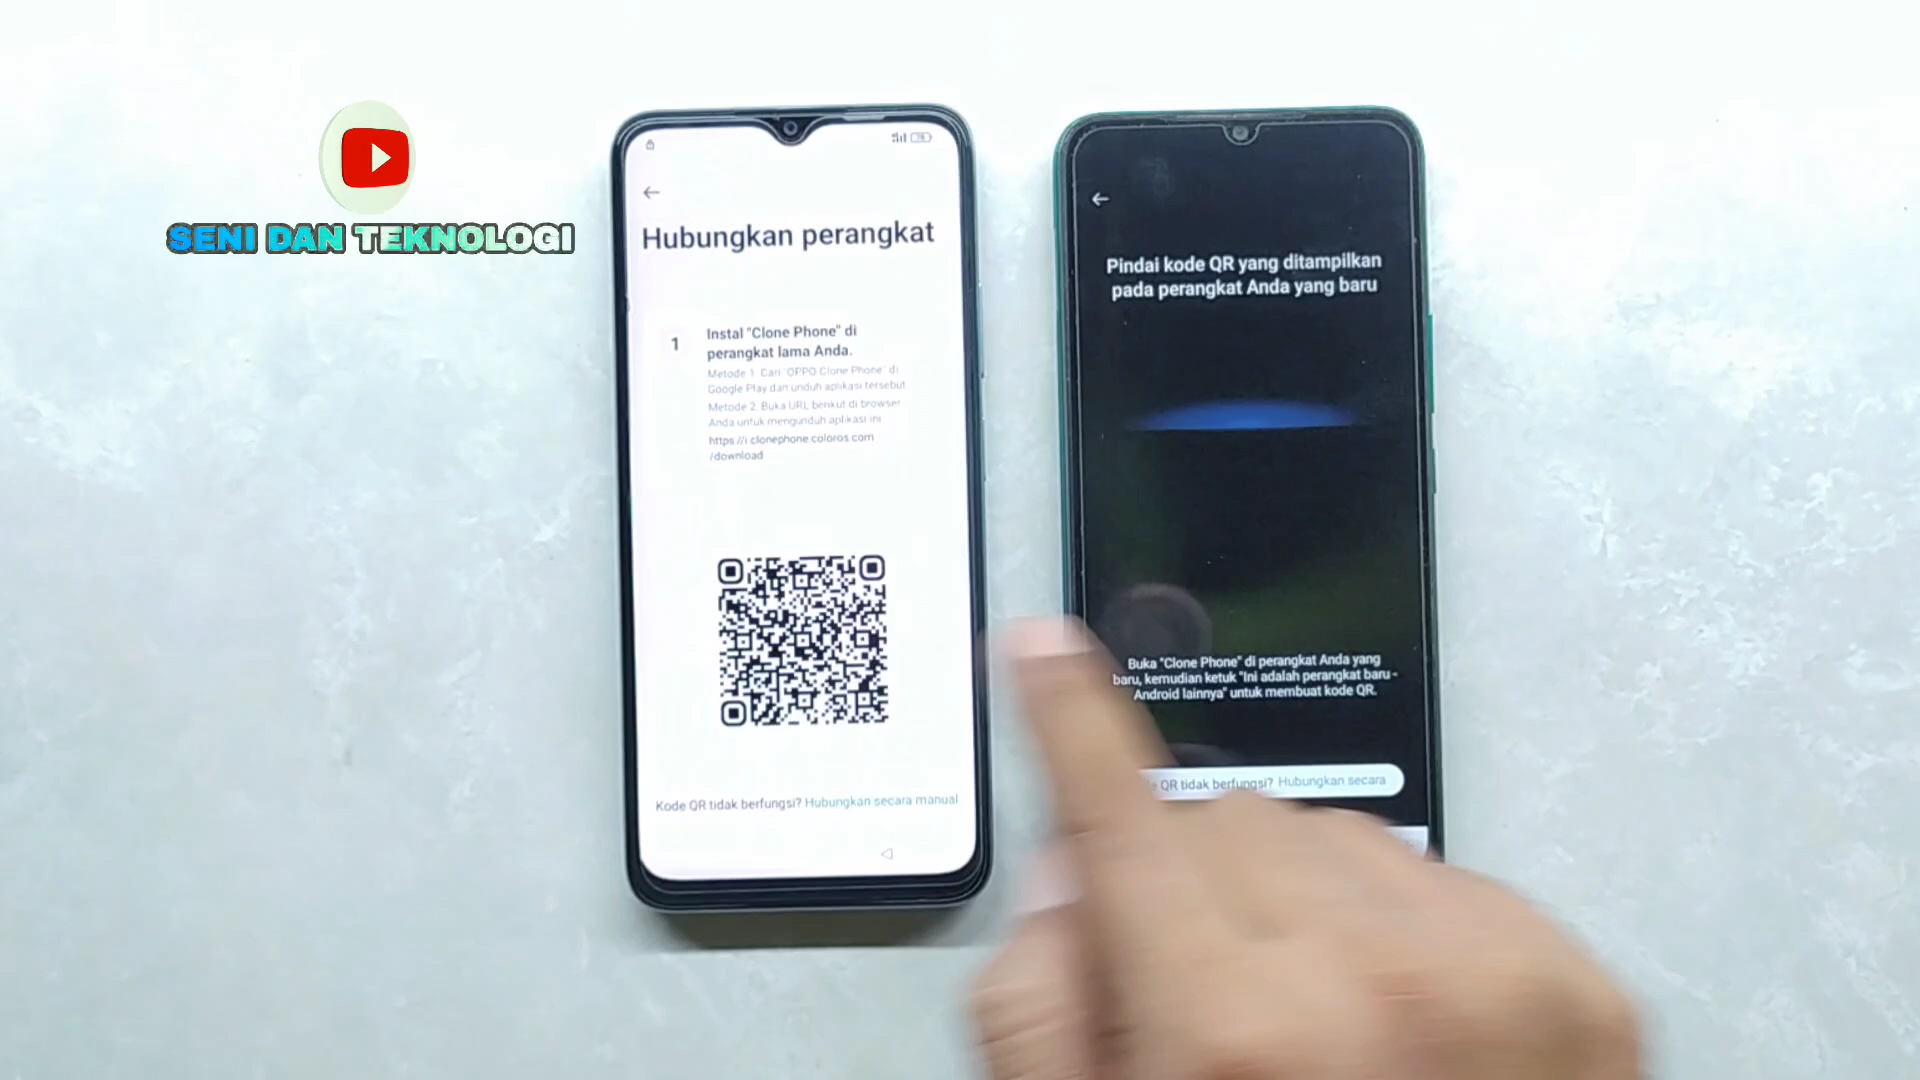 SENI DAN TEKNOLOGI
Hubungkan perangkat
1
Instal "Clone Phone" di
perangkat lama Anda.
Metode 1. Cari "OPPO Clone Phone" di
Google Play dan unduh aplikasi tersebut
Metode 2. Buka URL berikut di browser
Anda untuk mengunduh aplikasi ini
https://i.clonephone.coloros.com
/download
Kode QR tidak berfungsi? Hubungkan secara manual
Pindai kode QR yang ditampilkan
pada perangkat Anda yang baru
Buka "Clone Phone" di perangkat Anda yang
baru, kemudian ketuk "Ini adalah perangkat baru-
Android lainnya" untuk membuat kode QR.
QR tidak berfungsi? Hubungkan secara